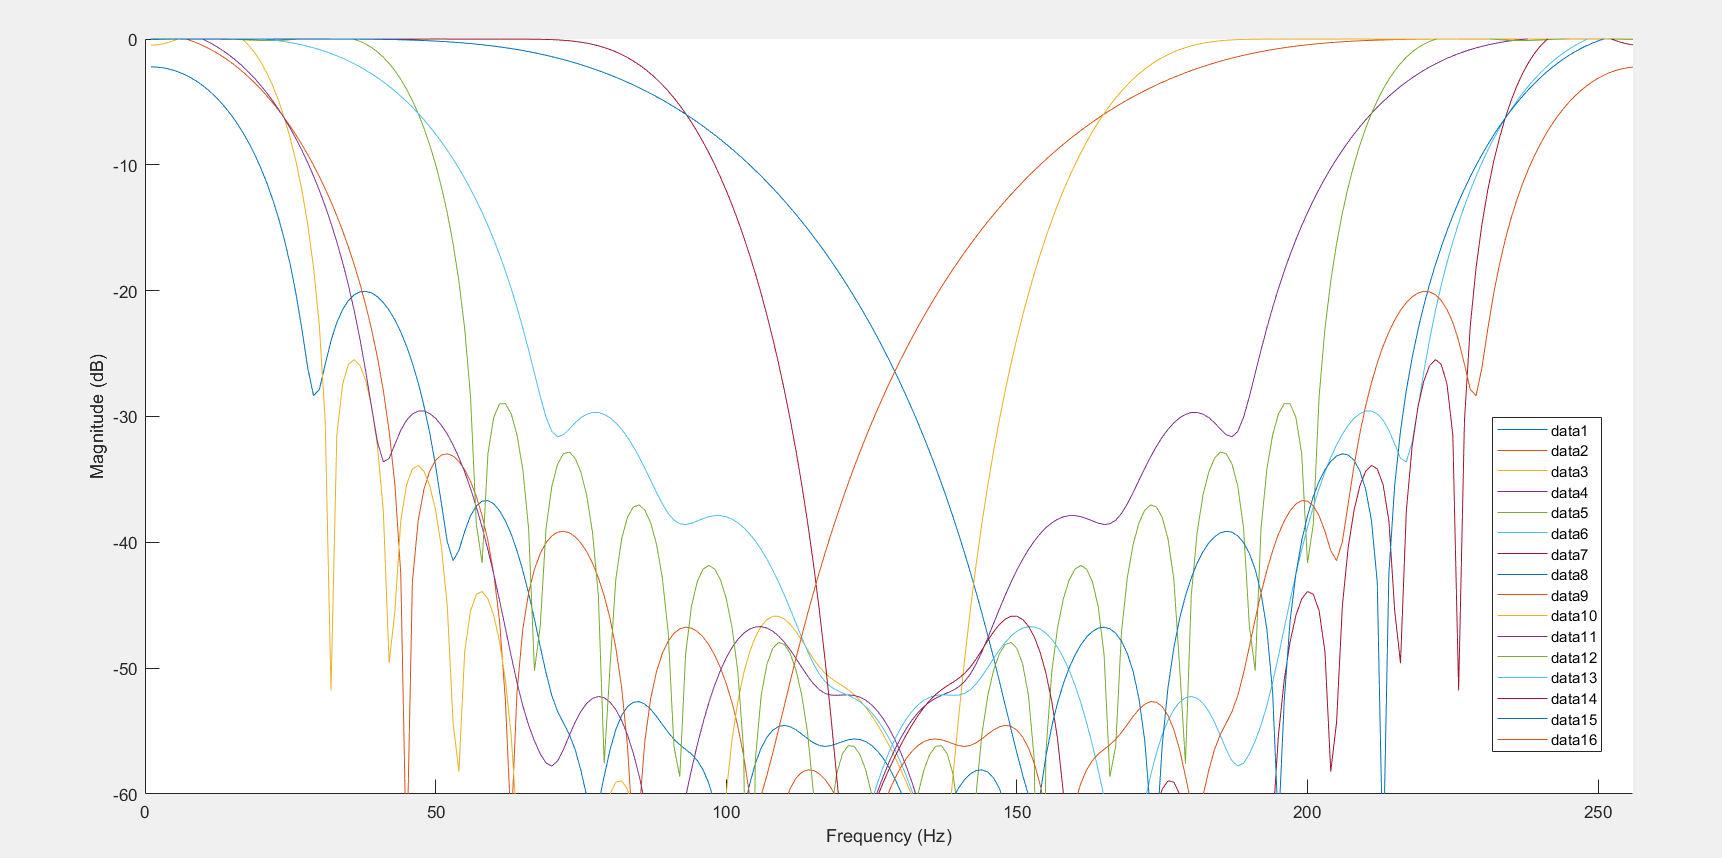 0
-10
-20
-30
-40
-50
-60
Magnitude (dB)
0
50
100
150
200
250
Frequency (Hz)
data1
data2
data3
data4
data5
data6
data7
data8
data9
data10
data11
data12
data13
data14
data15
data16